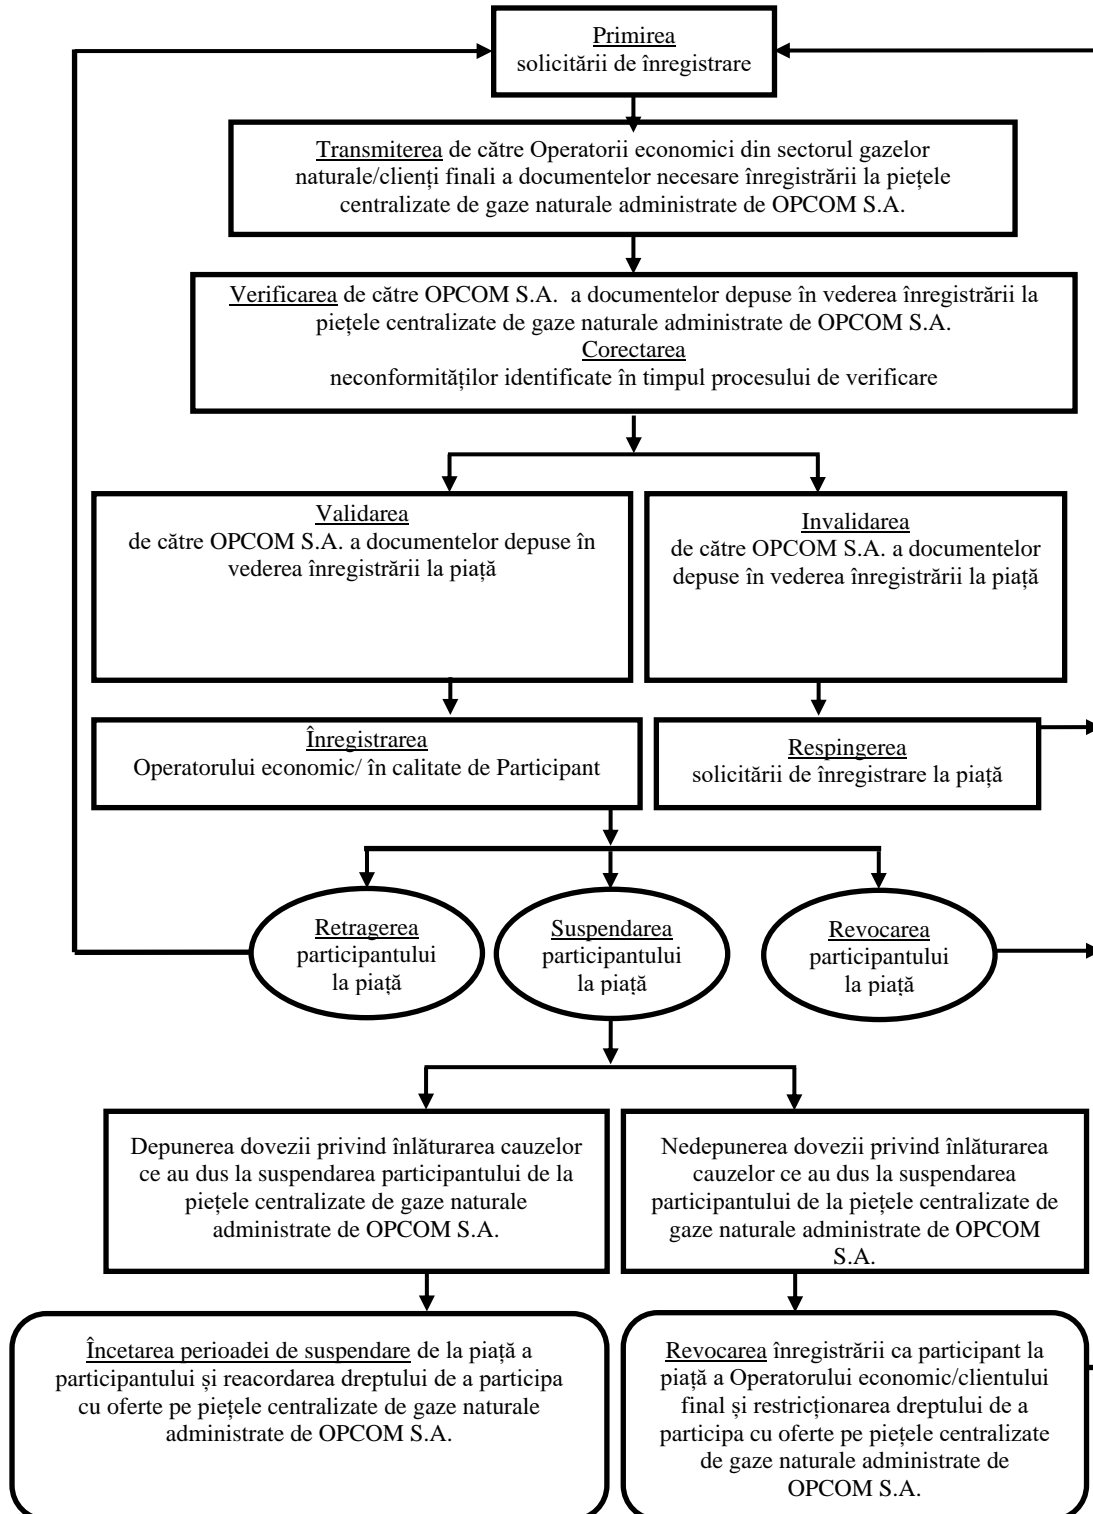 Primirea
solicitării de înregistrare
Transmiterea de către Operatorii economici din sectorul gazelor
naturale/clienți finali a documentelor necesare înregistrării la piețele
centralizate de gaze naturale administrate de OPCOM S.A.
Verificarea de către OPCOM S.A. a documentelor depuse în vederea înregistrării la
piețele centralizate de gaze naturale administrate de OPCOM S.A.
Corectarea
neconformităților identificate în timpul procesului de verificare
Validarea
de către OPCOM S.A. a documentelor depuse în
vederea înregistrării la piață
Invalidarea
de către OPCOM S.A. a documentelor
depuse în vederea înregistrării la piață
Înregistrarea
Operatorului economic/ în calitate de Participant
Respingerea
solicitării de înregistrare la piață
Retragerea
participantului
la piață
Suspendarea
participantului
la piață
Revocarea
participantului
la piață
Depunerea dovezii privind înlăturarea cauzelor
ce au dus la suspendarea participantului de la
piețele centralizate de gaze naturale
administrate de OPCOM S.A.
Nedepunerea dovezii privind înlăturarea
cauzelor ce au dus la suspendarea
participantului de la piețele centralizate de
gaze naturale administrate de OPCOM
S.A.
Încetarea perioadei de suspendare de la piață a
participantului și reacordarea dreptului de a participa
cu oferte pe piețele centralizate de gaze naturale
administrate de OPCOM S.A.
Revocarea înregistrării ca participant la
piață a Operatorului economic/clientului
final și restricționarea dreptului de a
participa cu oferte pe piețele centralizate
de gaze naturale administrate de
OPCOM S.A.